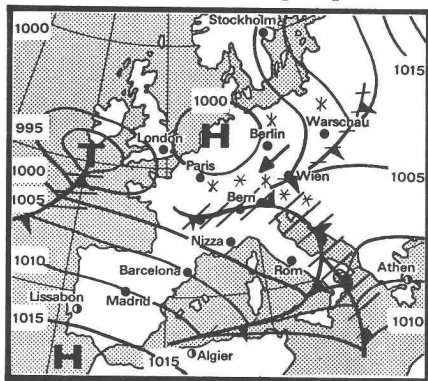 Stockholm
1000
1015
1000
995
London
H
Berlin
Warschau
T
1000
Paris
1005
Wien
1005
Bern
Nizza
1010
Barcelona
Rom
Athen
Lissabon
Madrid
1015
1010
H
1015
Algier